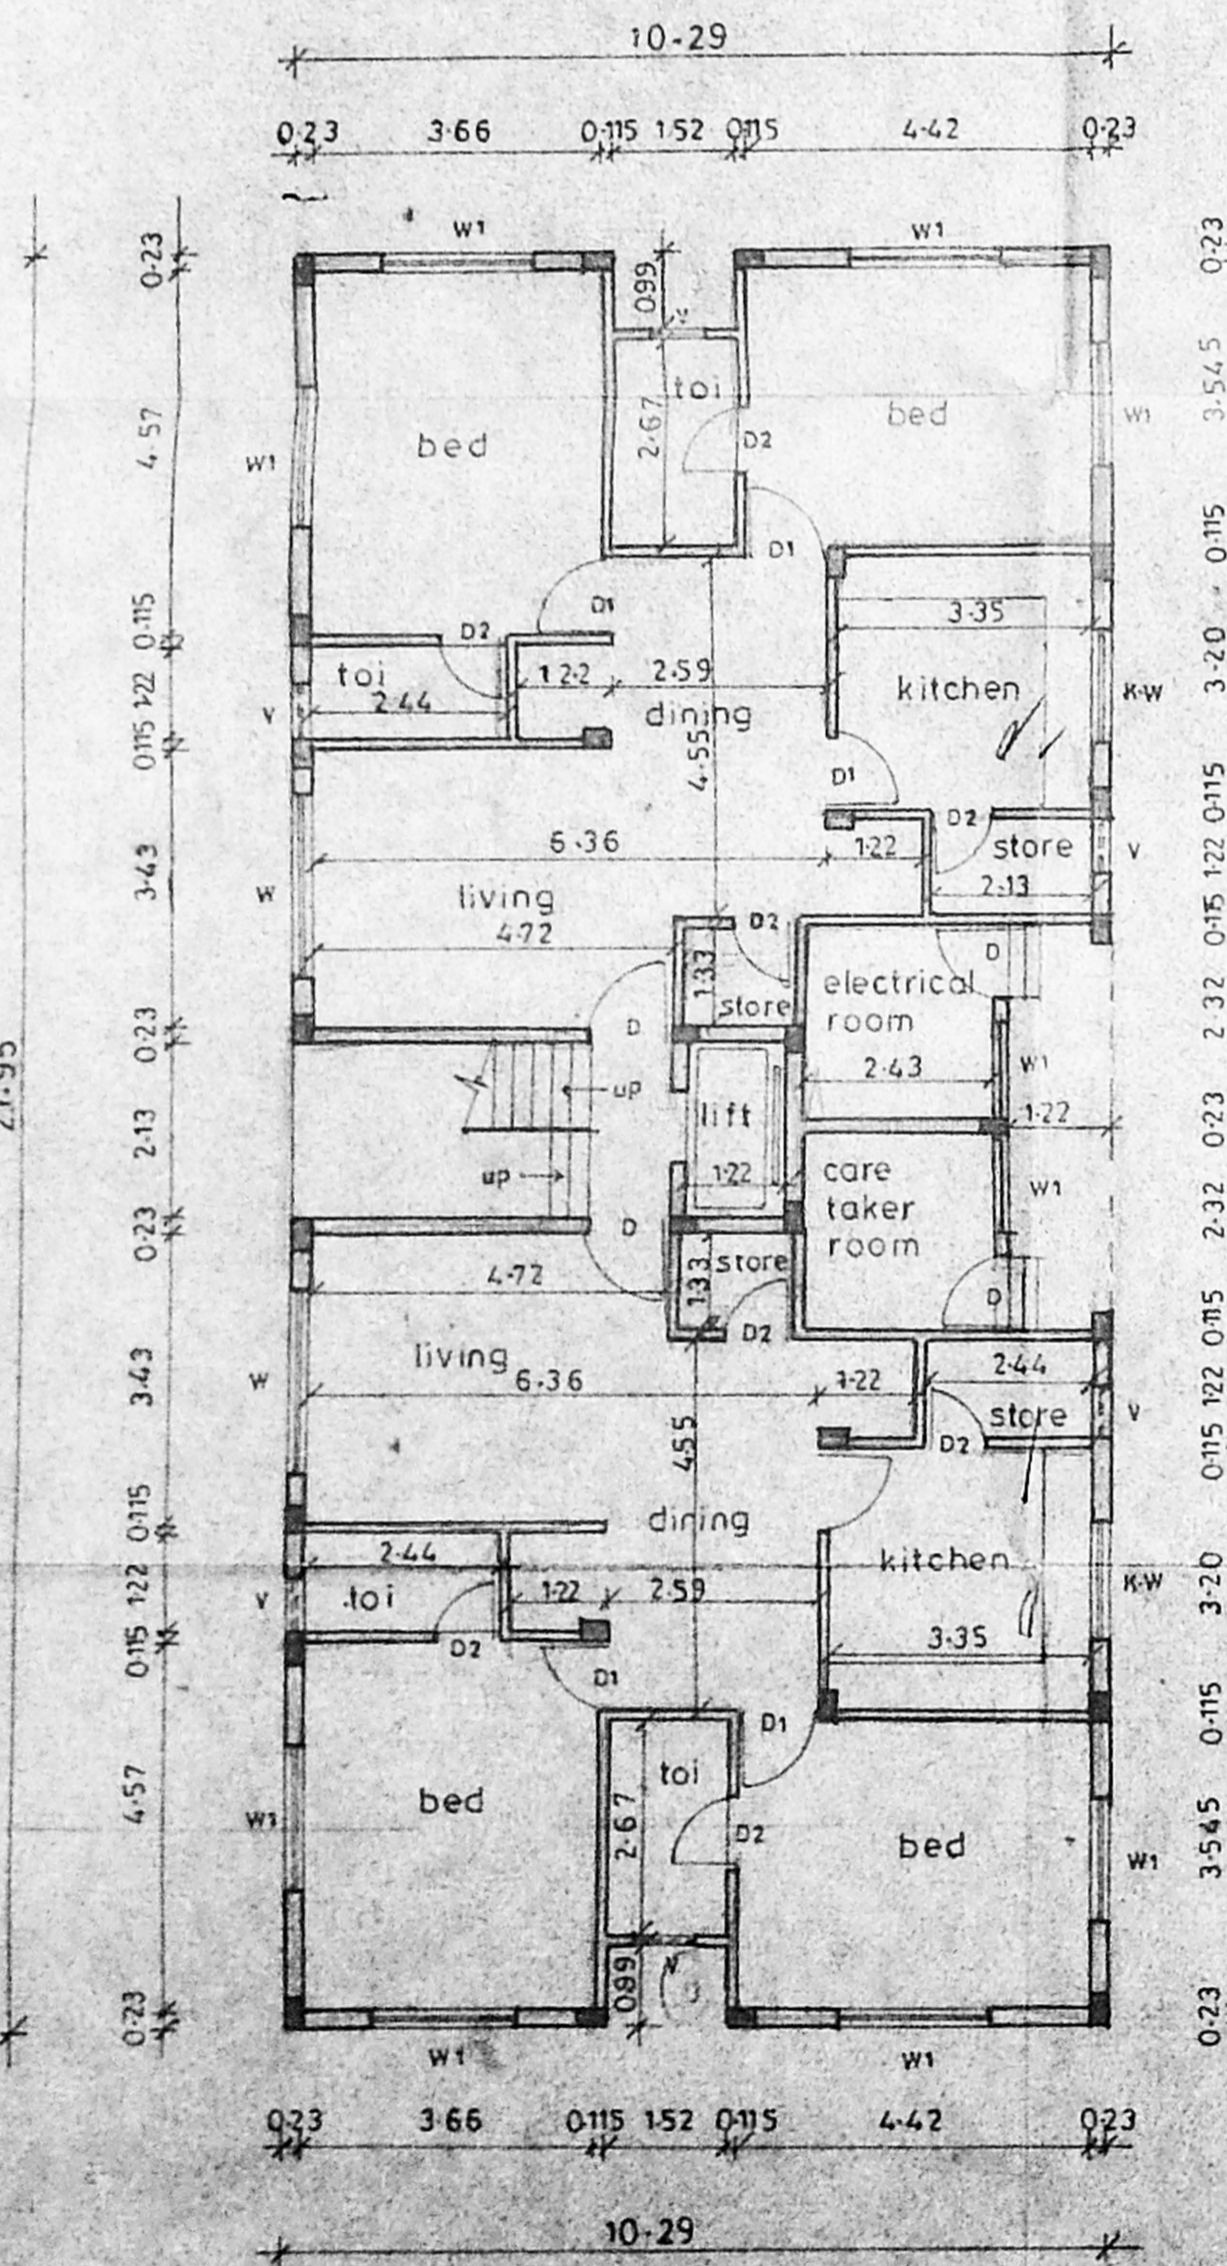 10-29
0·23 3·66 0·115 1·52 0·115 4·42 0·23
W1 W1
0·23
0·99
V
0·23
toi
2·67
D2
bed
bed
4·57
3·545
W1
W1
D1
D1
0·115
0·115
D2
3·35
toi
2·44
1·22
2·59
kitchen
K·W
3·20
1·22
V
dining
4·55
0·115
D1
0·115
D2
6·36
1·22
store
V
1·22
2·13
3·43
W
living
4·72
D2
0·115
1·33
store
D
electrical
room
2·32
0·23
D
2·43
W1
up
lift
1·22
2·13
0·23
up
1·22
care
taker
room
W1
2·32
0·23
D
4·72
1·33
store
D
D2
0·115
living
6·36
1·22
2·44
1·22
W
3·43
store
V
D2
0·115
4·55
0·115
dining
2·44
kitchen
K·W
3·20
1·22
V
toi
1·22
2·59
0·115
D2
3·35
D1
D1
0·115
toi
bed
2·67
D2
bed
4·57
3·545
W1
W1
0·99
V
0·23
0·23
W1 W1
0·23 3·66 0·115 1·52 0·115 4·42 0·23
10·29